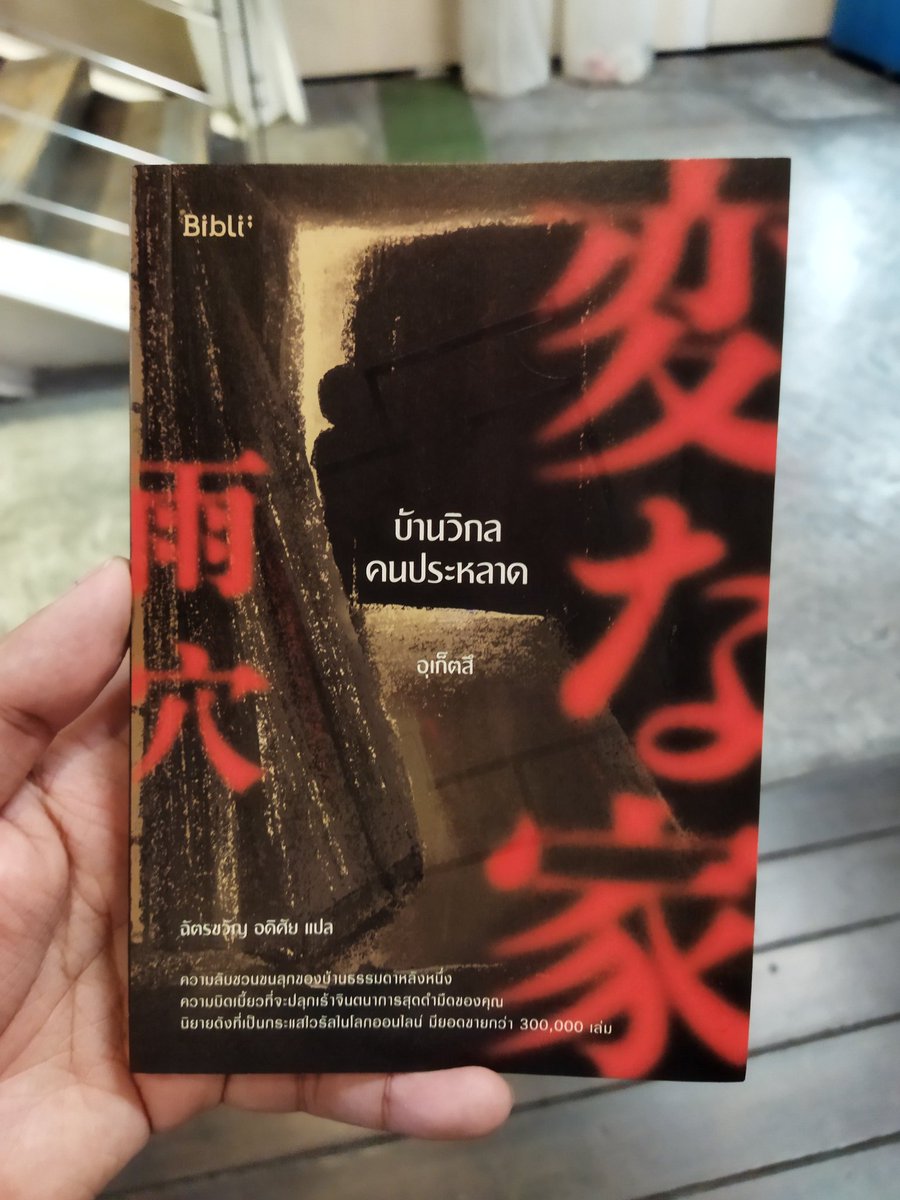 Bibli
変な家
雨穴
บ้านวิกล
คนประหลาด
อุเก็ตสึ
ฉัตรขวัญ อดิศัย แปล
ความลับชวนขนลุกของบ้านธรรมดาหลังหนึ่ง
ความบิดเบี้ยวที่จะปลุกเร้าจินตนาการสุดดำมืดของคุณ
นิยายดังที่เป็นกระแสไวรัลในโลกออนไลน์ มียอดขายกว่า 300,000 เล่ม